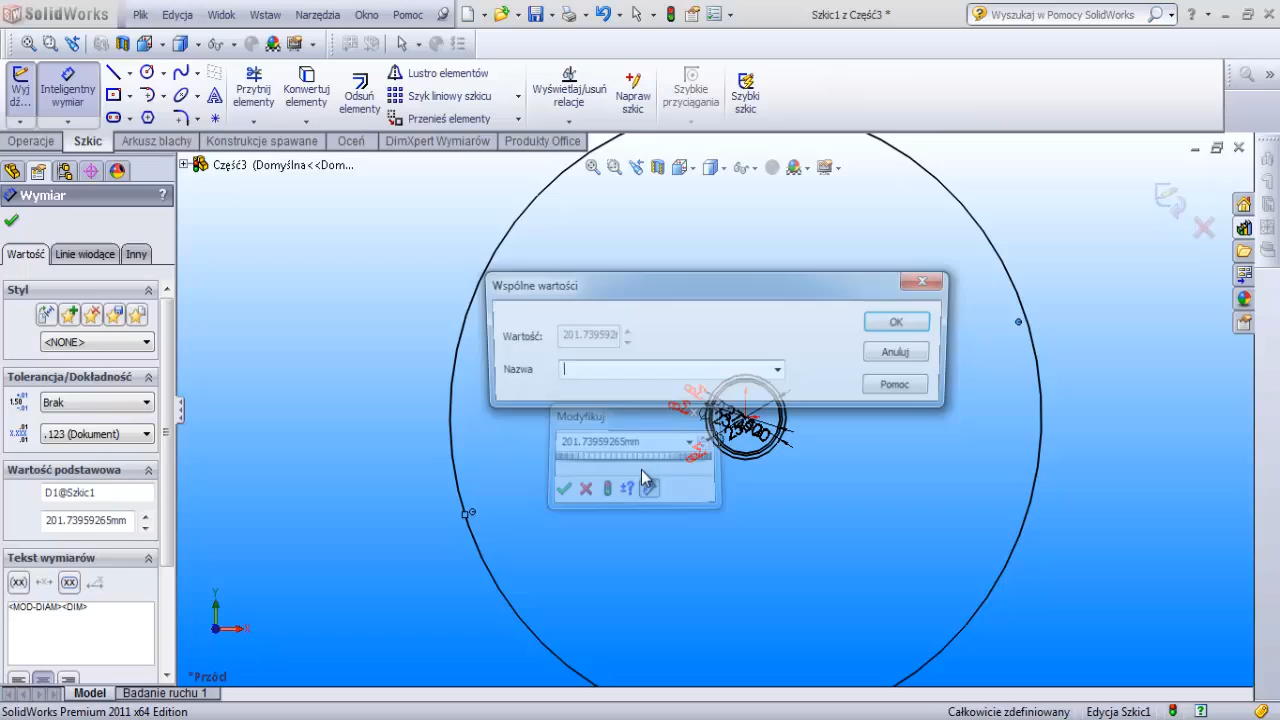 SolidWorks
Plik Edycja Widok Wstaw Narzędzia Okno Pomoc
Szkic1 z Część3 *
Wyszukaj w Pomocy SolidWorks
Wyj dź...
Inteligentny wymiar
Przytnij elementy
Konwertuj elementy
Odsuń elementy
Lustro elementów
Szyk liniowy szkicu
Przenieś elementy
Wyświetlaj/usuń relacje
Napraw szkic
Szybkie przyciągania
Szybki szkic
Operacje Szkic Arkusz blachy Konstrukcje spawane Oceń DimXpert Wymiarów Produkty Office
Część3 (Domyślna<<Dom...
Wymiar ?
Wartość Linie wiodące Inny
Styl
<NONE>
Tolerancja/Dokładność
Brak
.123 (Dokument)
Wartość podstawowa
D1@Szkic1
201.73959265mm
Tekst wymiarów
<MOD-DIAM><DIM>
Wspólne wartości
Wartość:
Nazwa
OK
Anuluj
Pomoc
Modyfikuj
201.73959265mm
Y
X
*Przód
Model Badanie ruchu 1
SolidWorks Premium 2011 x64 Edition
Całkowicie zdefiniowany
Edycja Szkic1